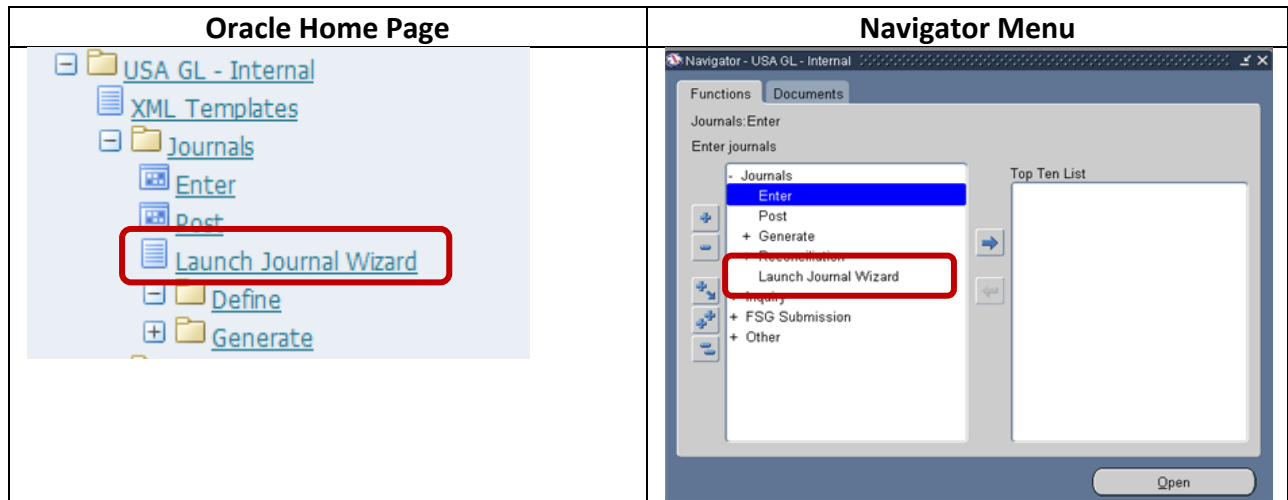 Oracle Home Page
USA GL - Internal
XML Templates
Journals
Enter
Post
Launch Journal Wizard
Define
Generate
Navigator Menu
Navigator - USA GL - Internal
Functions Documents
Journals:Enter
Enter journals
- Journals
Enter
Post
+ Generate
+ Reconciliation
Launch Journal Wizard
+ Inquiry
+ FSG Submission
+ Other
Top Ten List
Open